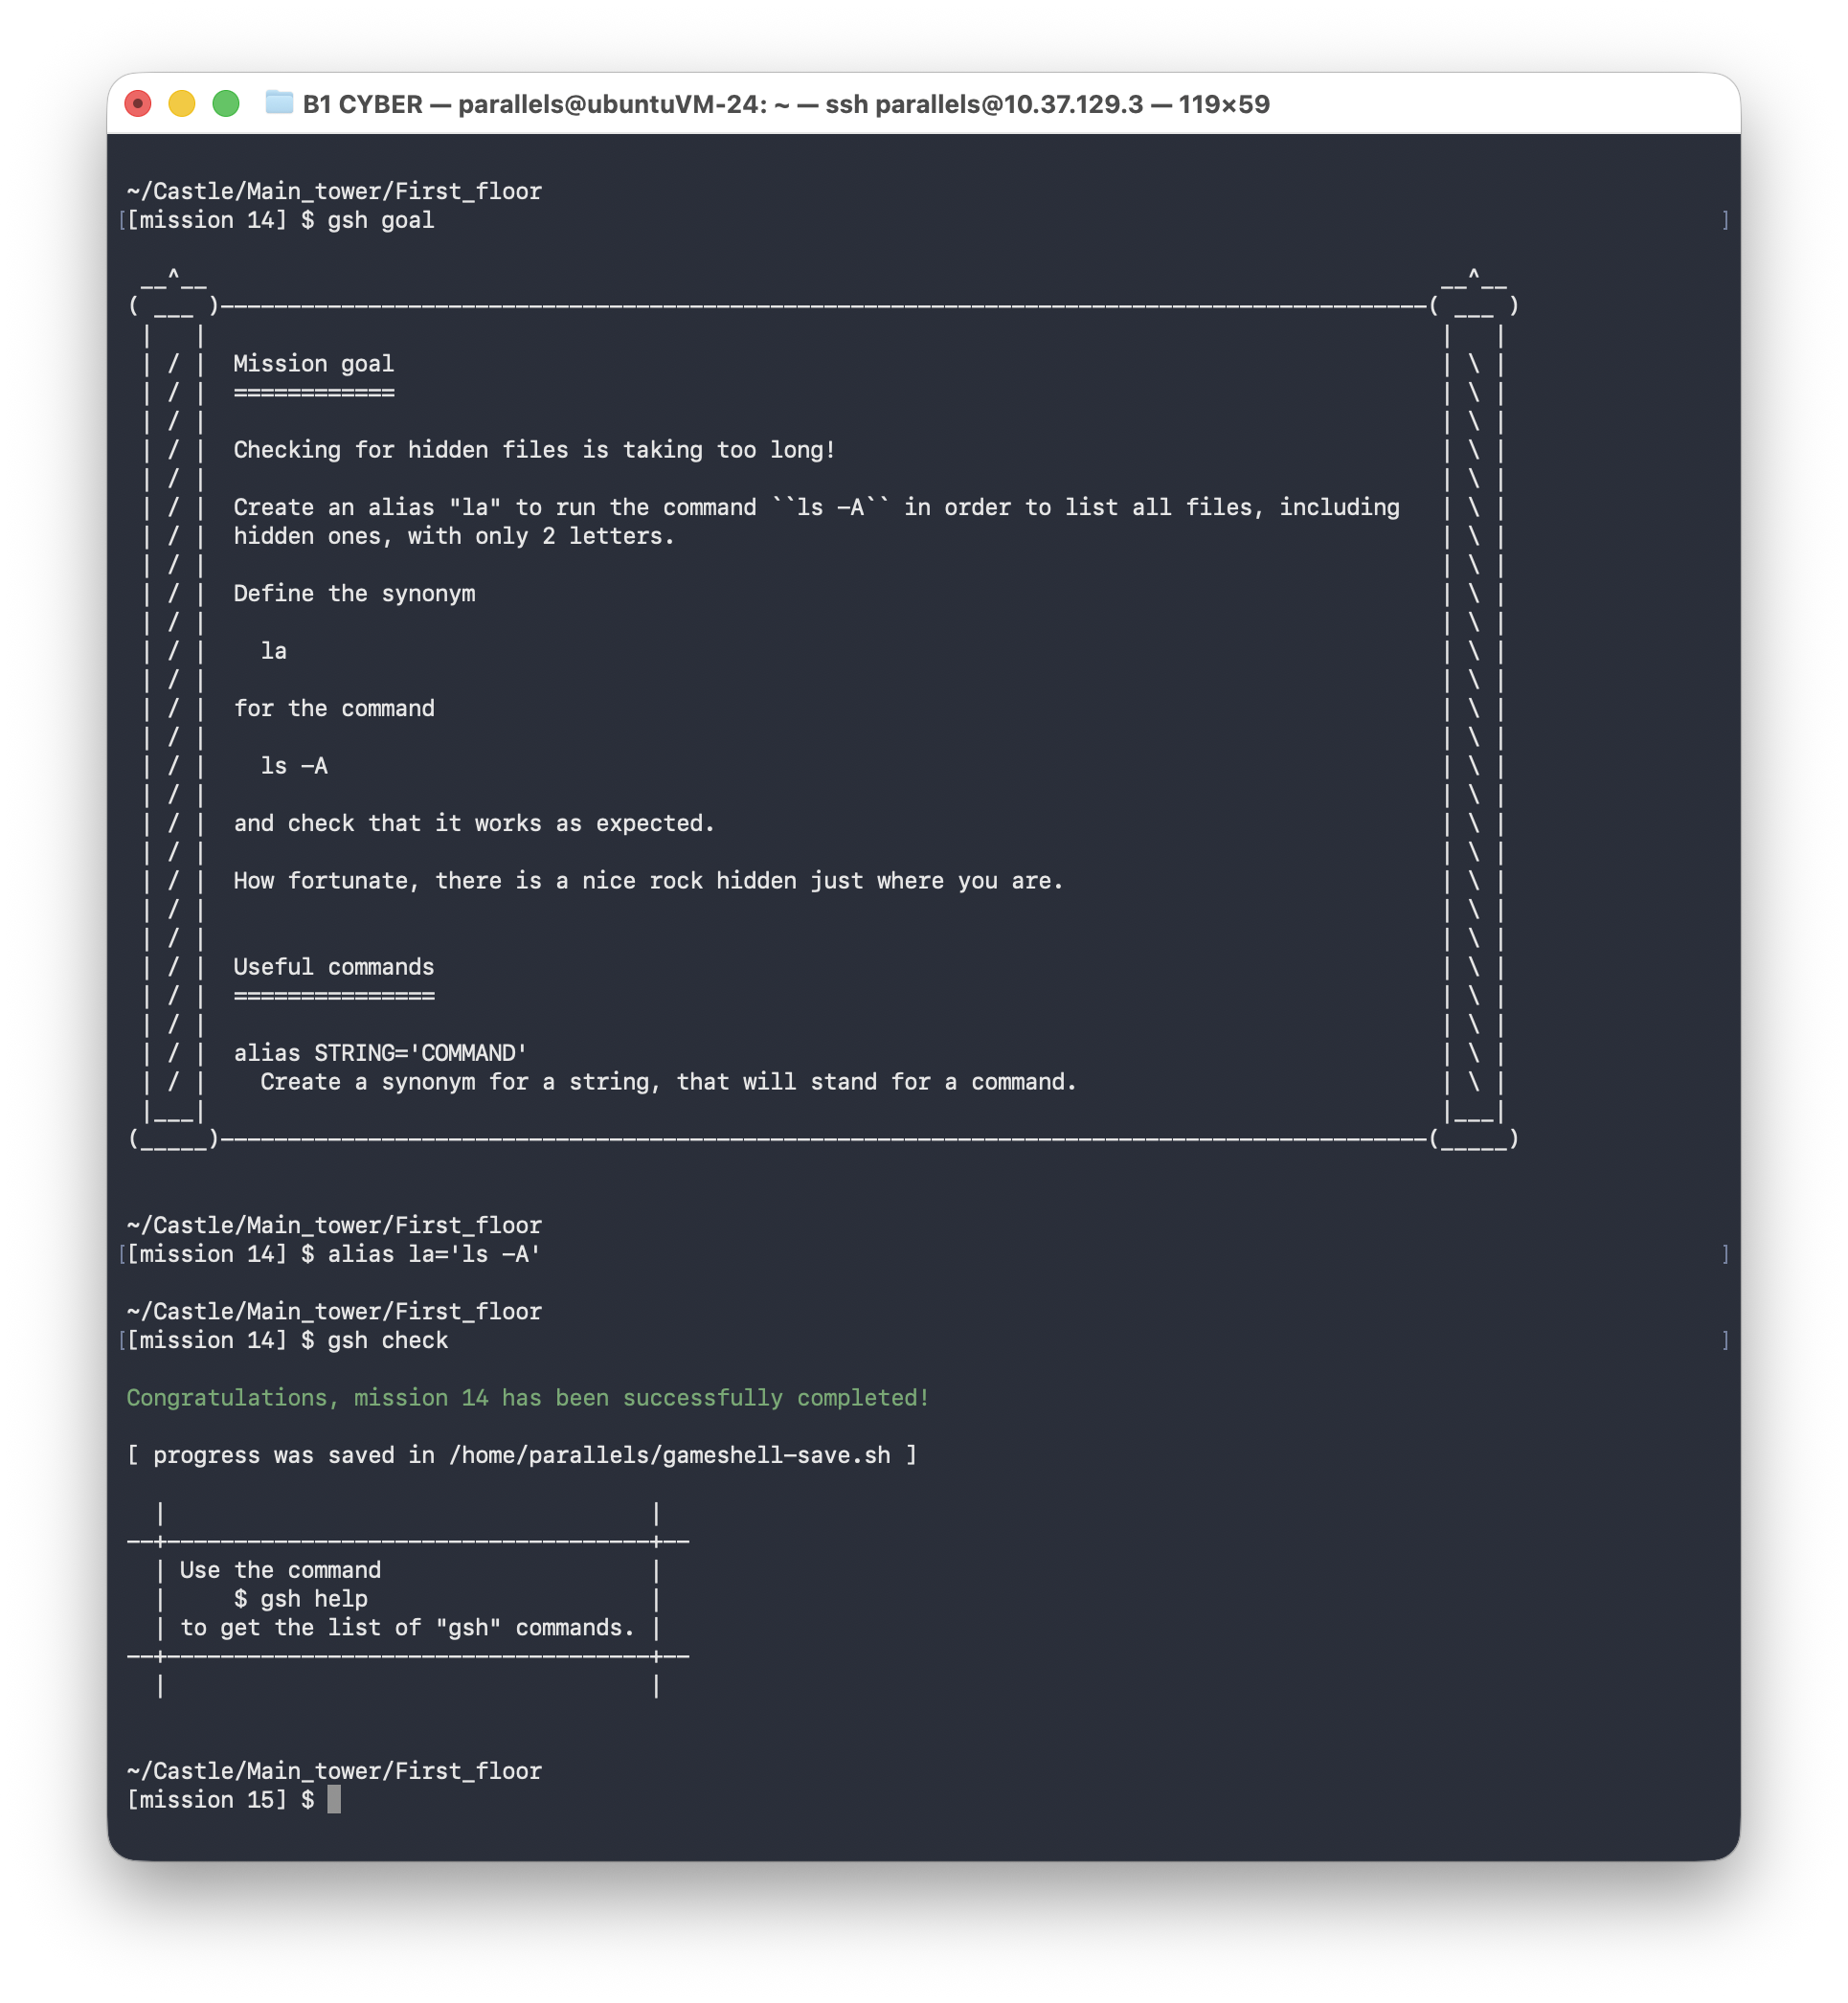 B1 CYBER — parallels@ubuntuVM-24: ~ — ssh parallels@10.37.129.3 — 119×59
~/Castle/Main_tower/First_floor
[[mission 14] $ gsh goal ]
Mission goal
============
Checking for hidden files is taking too long!
Create an alias "la" to run the command ``ls -A`` in order to list all files, including
hidden ones, with only 2 letters.
Define the synonym
la
for the command
ls -A
and check that it works as expected.
How fortunate, there is a nice rock hidden just where you are.
Useful commands
===============
alias STRING='COMMAND'
Create a synonym for a string, that will stand for a command.
~/Castle/Main_tower/First_floor
[[mission 14] $ alias la='ls -A' ]
~/Castle/Main_tower/First_floor
[[mission 14] $ gsh check ]
Congratulations, mission 14 has been successfully completed!
[ progress was saved in /home/parallels/gameshell-save.sh ]
Use the command
$ gsh help
to get the list of "gsh" commands.
~/Castle/Main_tower/First_floor
[mission 15] $